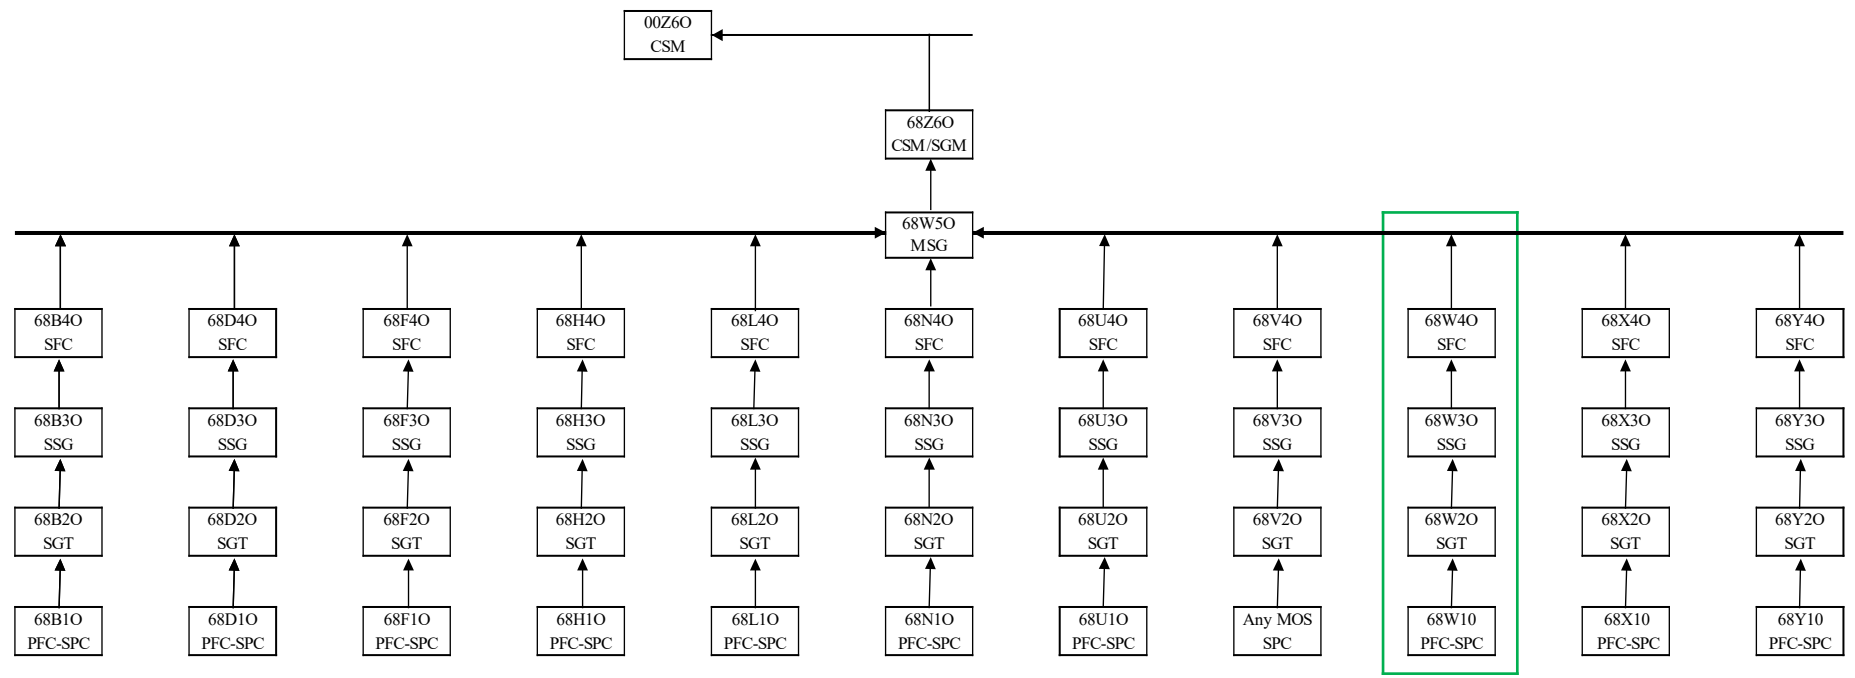 00Z6O
CSM
68Z6O
CSM/SGM
68W5O
MSG
68B4O
SFC
68D4O
SFC
68F4O
SFC
68H4O
SFC
68L4O
SFC
68N4O
SFC
68U4O
SFC
68V4O
SFC
68W4O
SFC
68X4O
SFC
68Y4O
SFC
68B3O
SSG
68D3O
SSG
68F3O
SSG
68H3O
SSG
68L3O
SSG
68N3O
SSG
68U3O
SSG
68V3O
SSG
68W3O
SSG
68X3O
SSG
68Y3O
SSG
68B2O
SGT
68D2O
SGT
68F2O
SGT
68H2O
SGT
68L2O
SGT
68N2O
SGT
68U2O
SGT
68V2O
SGT
68W2O
SGT
68X2O
SGT
68Y2O
SGT
68B1O
PFC-SPC
68D1O
PFC-SPC
68F1O
PFC-SPC
68H1O
PFC-SPC
68L1O
PFC-SPC
68N1O
PFC-SPC
68U1O
PFC-SPC
Any MOS
SPC
68W10
PFC-SPC
68X10
PFC-SPC
68Y10
PFC-SPC